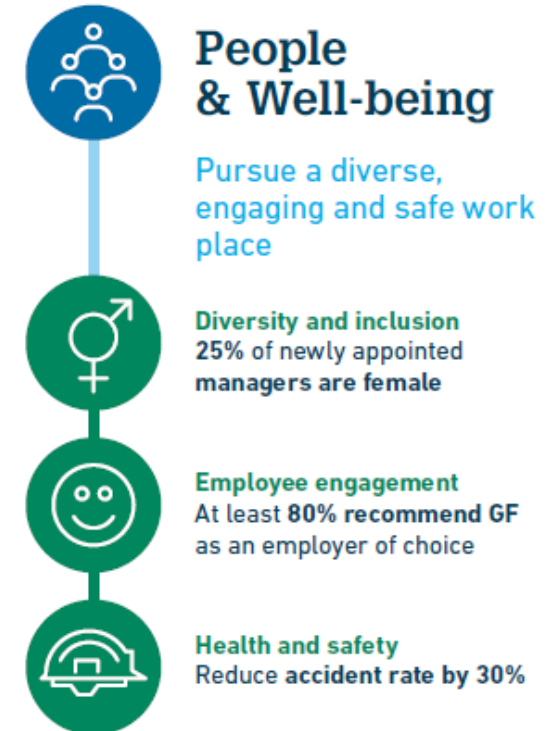 People
& Well-being
Pursue a diverse,
engaging and safe work
place
Diversity and inclusion
25% of newly appointed
managers are female
Employee engagement
At least 80% recommend GF
as an employer of choice
Health and safety
Reduce accident rate by 30%